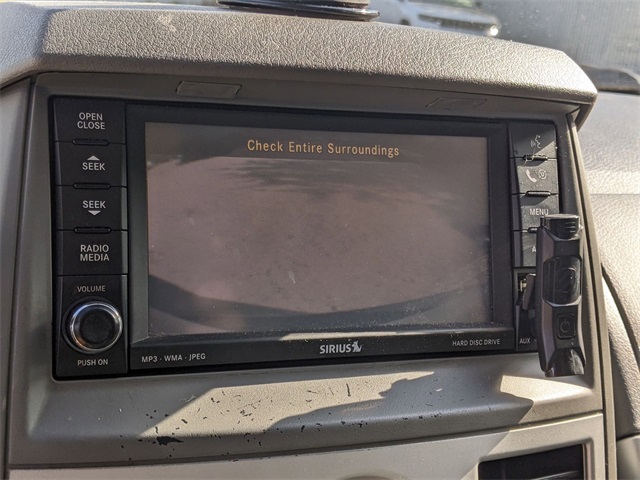 OPEN
CLOSE
SEEK
SEEK
RADIO
MEDIA
VOLUME
PUSH ON
Check Entire Surroundings
MENU
MP3 · WMA · JPEG
SIRIUS
HARD DISC DRIVE
AUX